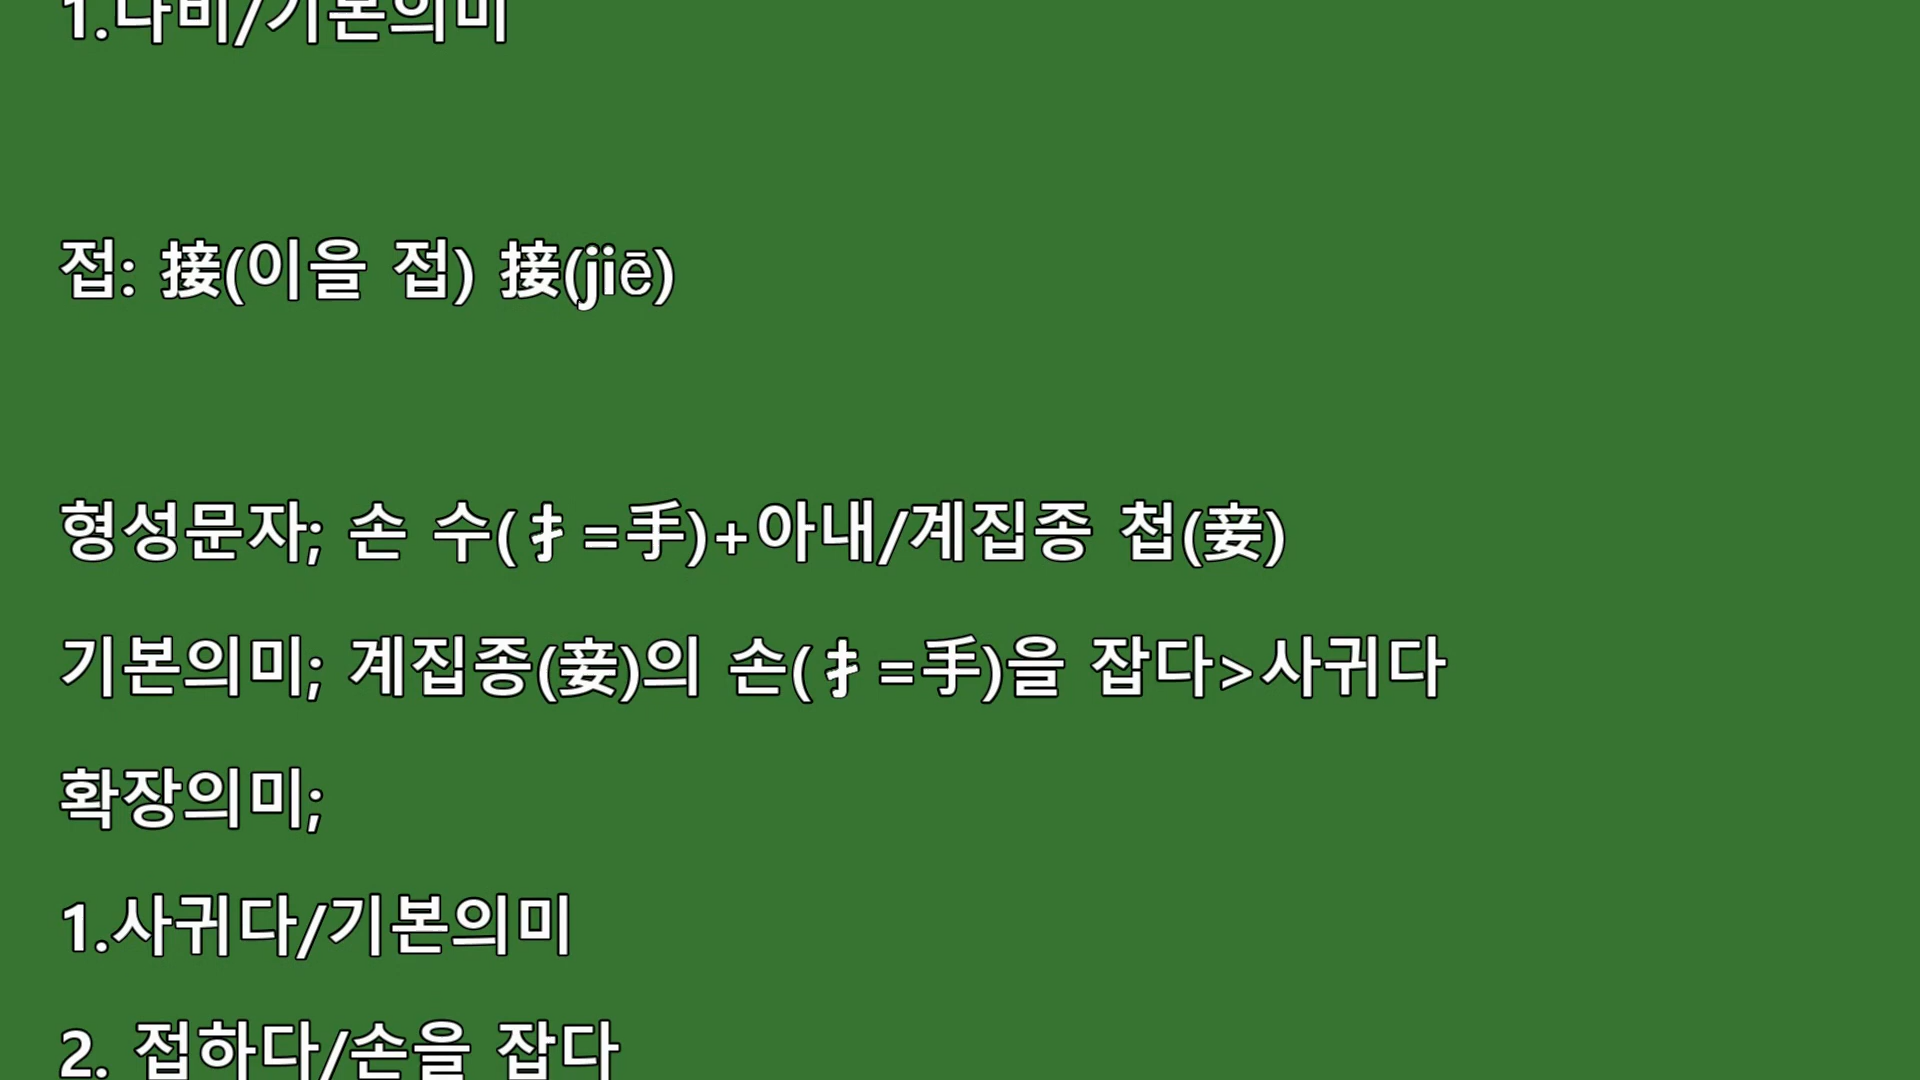 1.나비/기본의미
접: 接(이을 접) 接(jiē)
형성문자; 손 수(扌=手)+아내/계집종 첩(妾)
기본의미; 계집종(妾)의 손(扌=手)을 잡다>사귀다
확장의미;
1.사귀다/기본의미
2. 접하다/손을 잡다